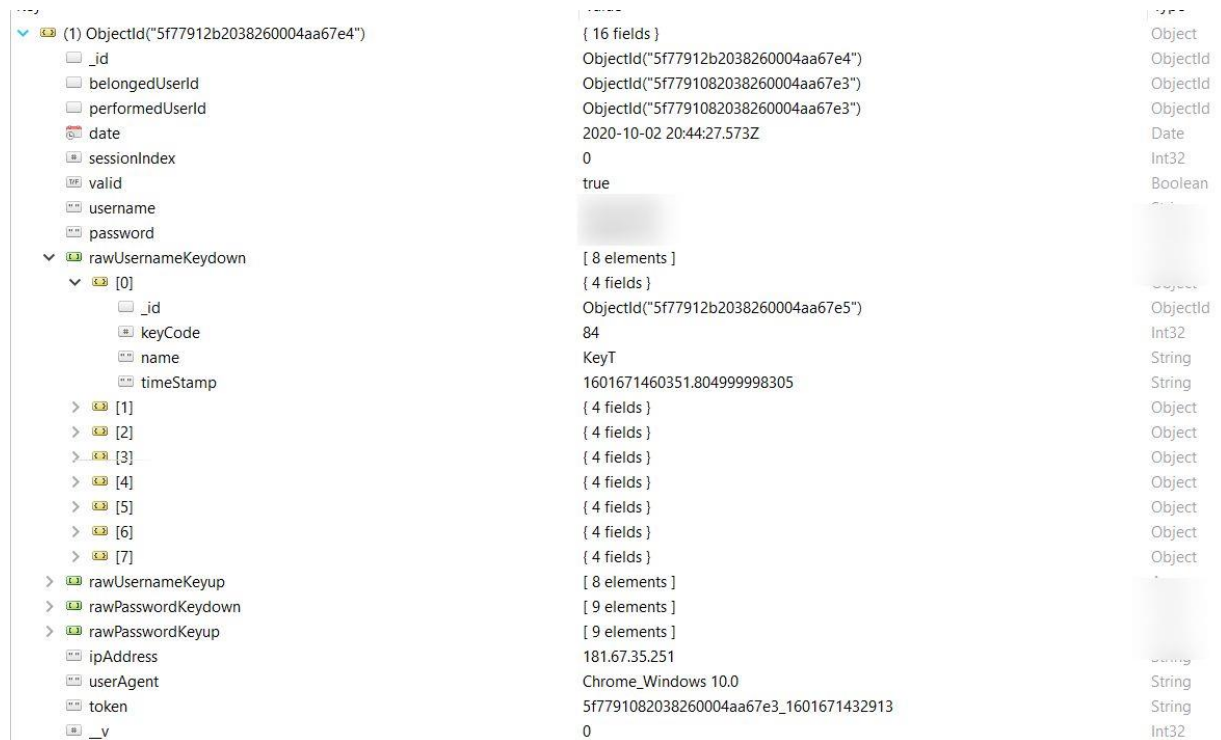 (1) ObjectId("5f77912b2038260004aa67e4") { 16 fields } Object
_id ObjectId("5f77912b2038260004aa67e4") ObjectId
belongedUserId ObjectId("5f7791082038260004aa67e3") ObjectId
performedUserId ObjectId("5f7791082038260004aa67e3") ObjectId
date 2020-10-02 20:44:27.573Z Date
sessionIndex 0 Int32
valid true Boolean
username
password
rawUsernameKeydown [ 8 elements ]
[0] { 4 fields }
_id ObjectId("5f77912b2038260004aa67e5") ObjectId
keyCode 84 Int32
name KeyT String
timeStamp 1601671460351.804999998305 String
[1] { 4 fields } Object
[2] { 4 fields } Object
[3] { 4 fields } Object
[4] { 4 fields } Object
[5] { 4 fields } Object
[6] { 4 fields } Object
[7] { 4 fields } Object
rawUsernameKeyup [ 8 elements ]
rawPasswordKeydown [ 9 elements ]
rawPasswordKeyup [ 9 elements ]
ipAddress 181.67.35.251
userAgent Chrome_Windows 10.0 String
token 5f7791082038260004aa67e3_1601671432913 String
__v 0 Int32